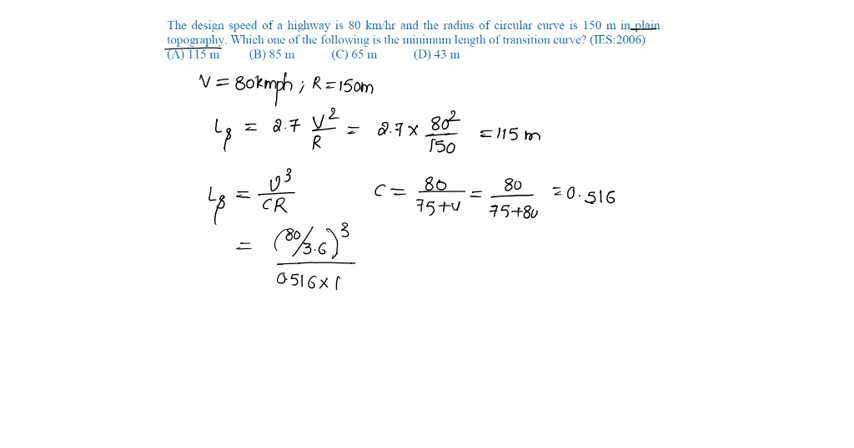 The design speed of a highway is 80 km/hr and the radius of circular curve is 150 m in plain
topography. Which one of the following is the minimum length of transition curve? (IES:2006)
(A) 115 m (B) 85 m (C) 65 m (D) 43 m
V = 80kmph ; R = 150m
Ls = 2.7 V²/R = 2.7 × 80²/150 = 115 m
Ls = v³/CR C = 80/75+v = 80/75+80 = 0.516
= (80/3.6)³/0.516 × 1